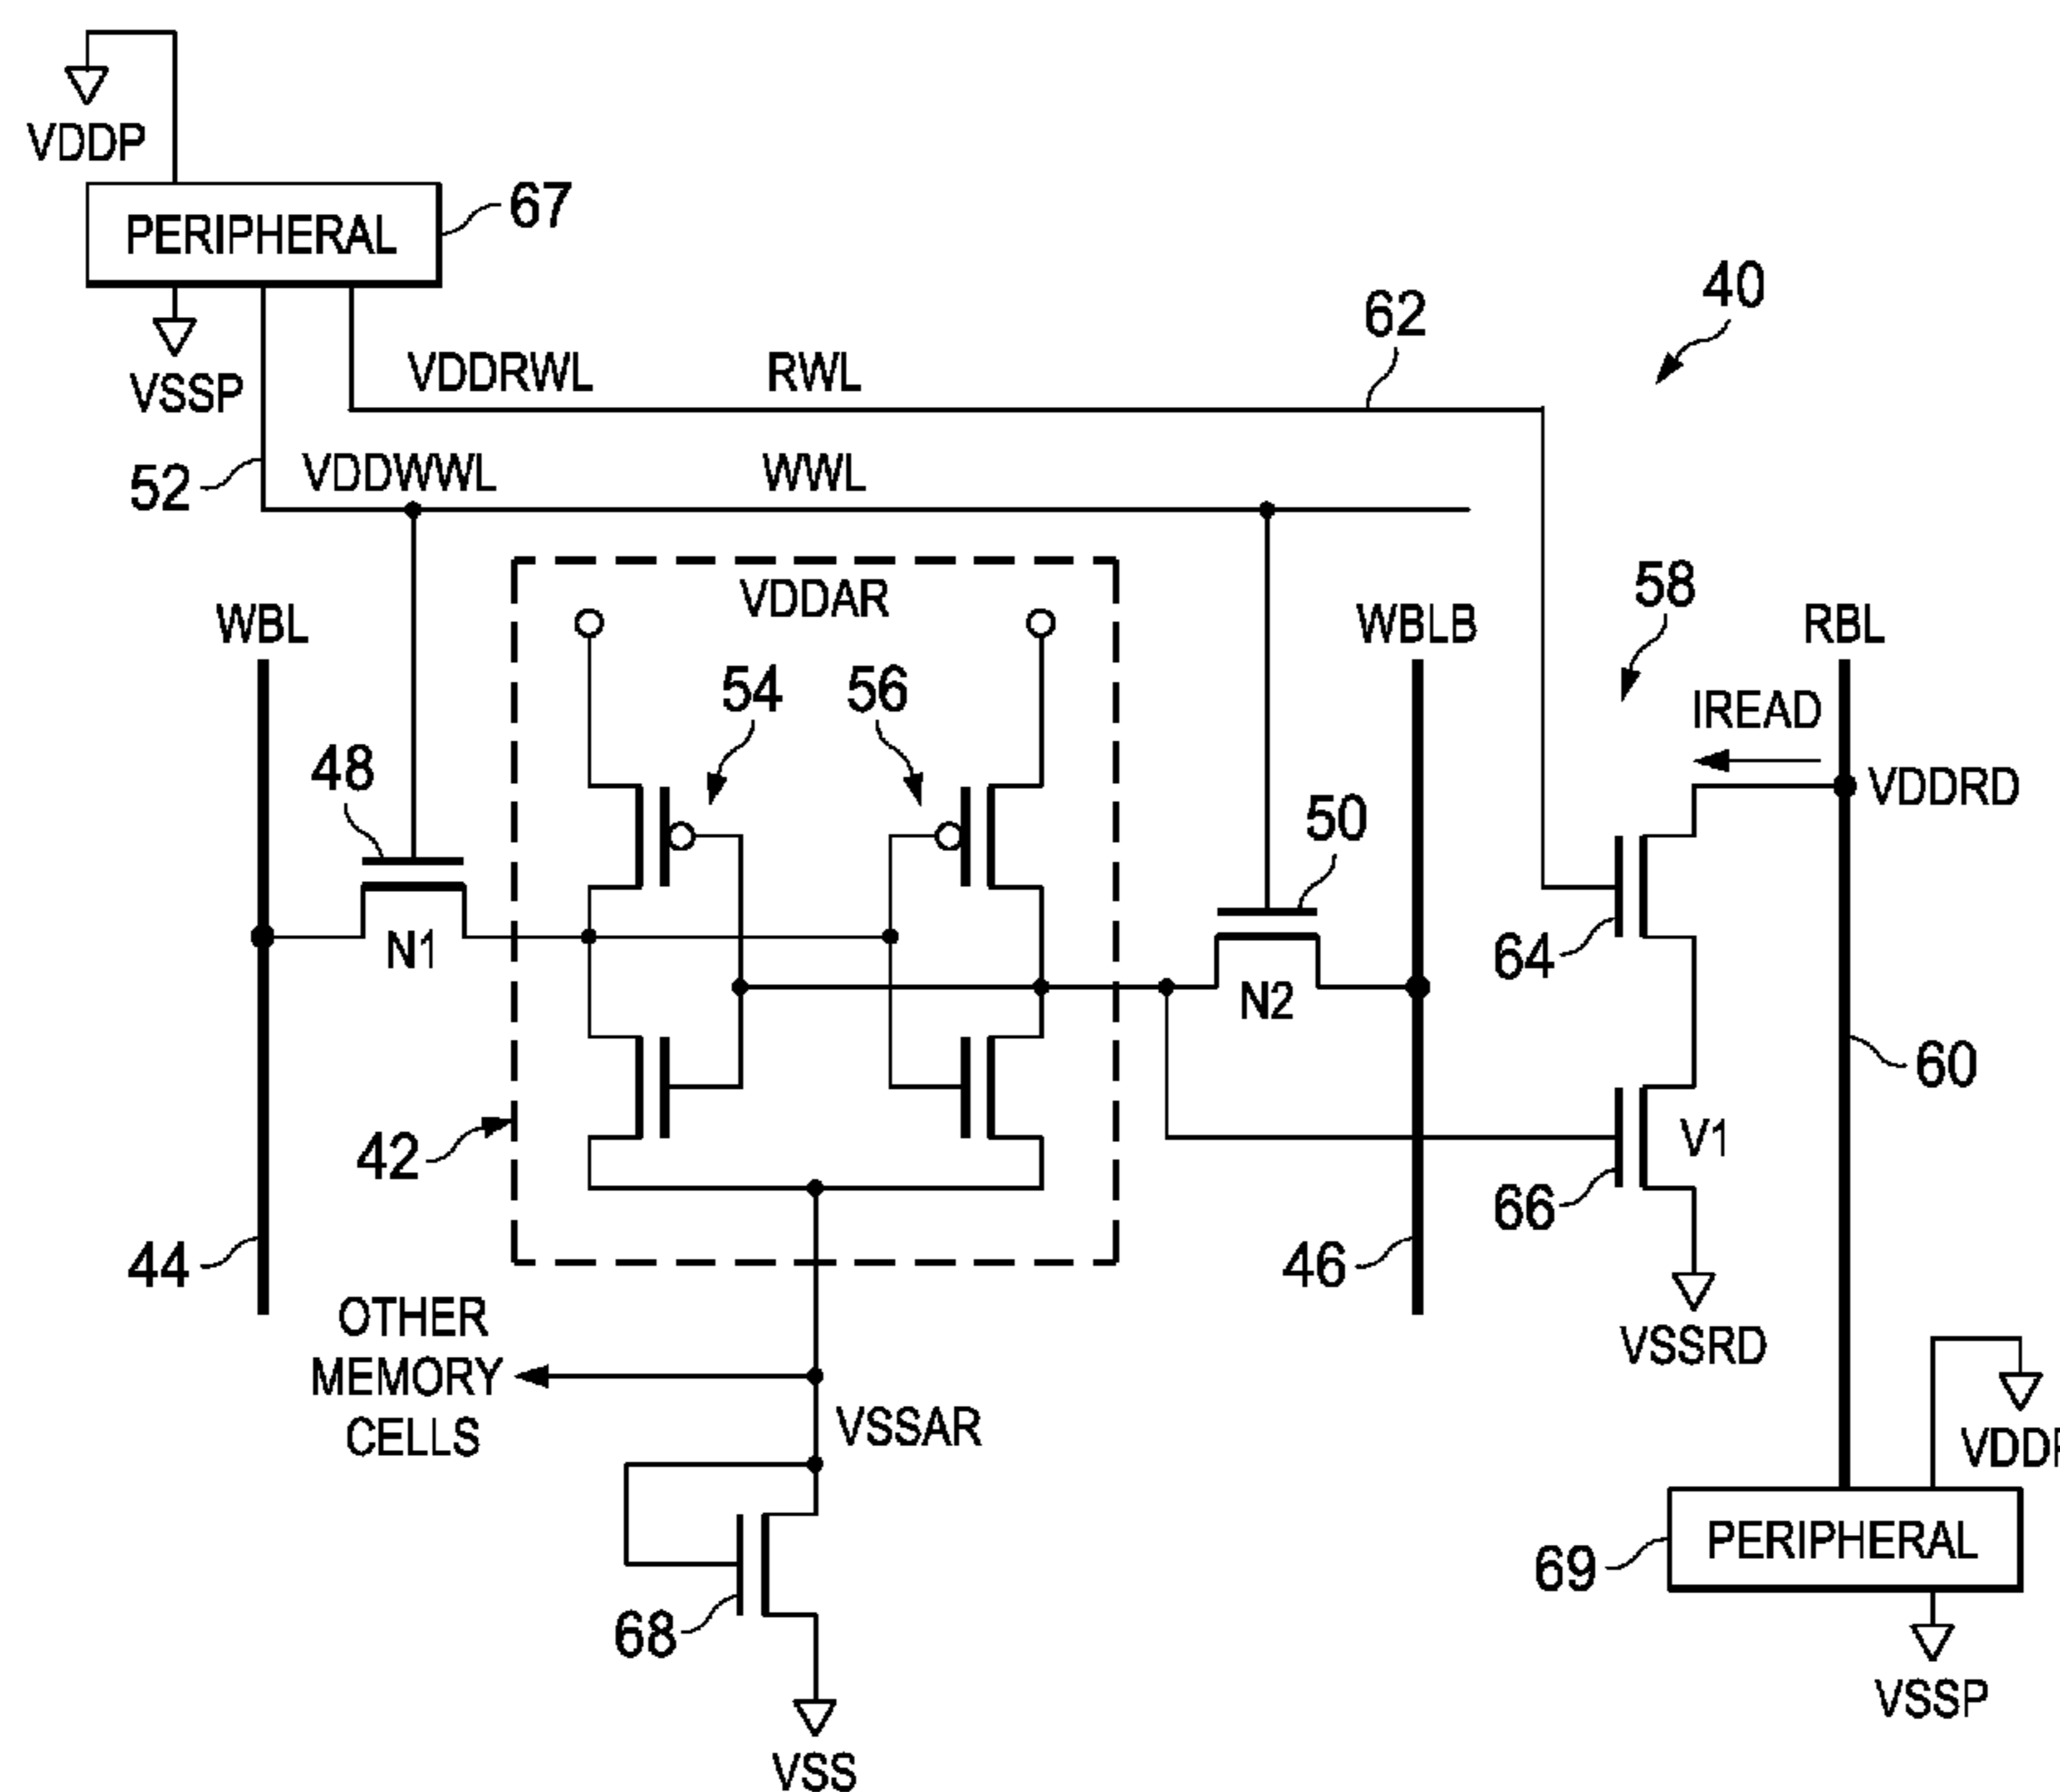 VDDP
PERIPHERAL
67
VSSP
40
62
VDDRWL RWL
52
VDDWWL WWL
58
WBL
VDDAR
WBLB
RBL
54
56
IREAD
48
50
VDDRD
N1
N2
64
60
42
V1
66
44
46
OTHER
MEMORY
CELLS
VSSRD
VSSAR
VDDP
PERIPHERAL
69
68
VSSP
VSS